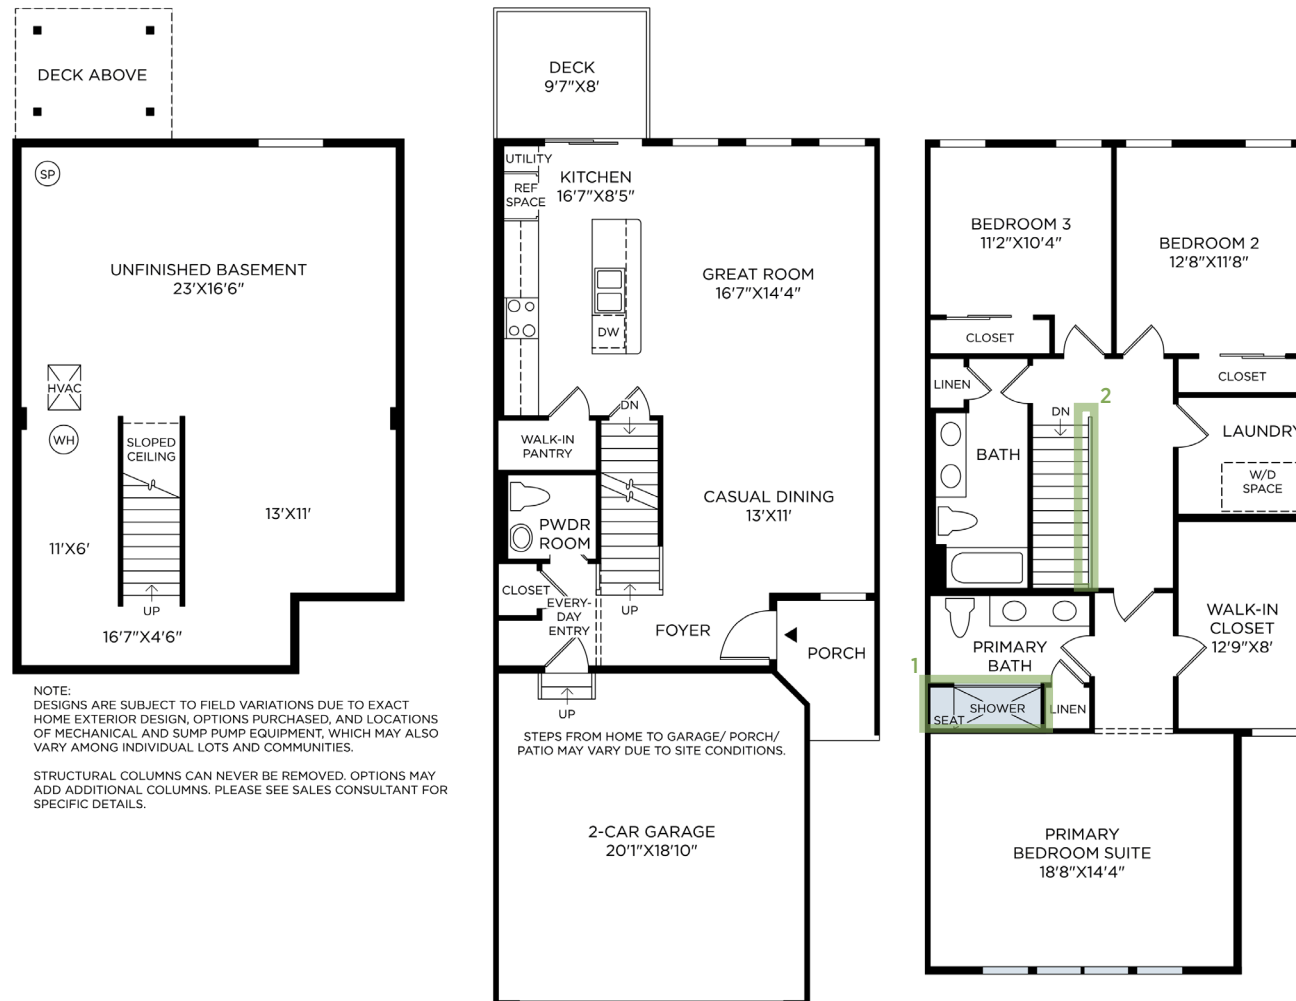 DECK ABOVE
SP
UNFINISHED BASEMENT
23'X16'6"
HVAC
WH
SLOPED
CEILING
13'X11'
11'X6'
UP
16'7"X4'6"
NOTE:
DESIGNS ARE SUBJECT TO FIELD VARIATIONS DUE TO EXACT
HOME EXTERIOR DESIGN, OPTIONS PURCHASED, AND LOCATIONS
OF MECHANICAL AND SUMP PUMP EQUIPMENT, WHICH MAY ALSO
VARY AMONG INDIVIDUAL LOTS AND COMMUNITIES.
STRUCTURAL COLUMNS CAN NEVER BE REMOVED. OPTIONS MAY
ADD ADDITIONAL COLUMNS. PLEASE SEE SALES CONSULTANT FOR
SPECIFIC DETAILS.
DECK
9'7"X8'
UTILITY
KITCHEN
16'7"X8'5"
REF
SPACE
GREAT ROOM
16'7"X14'4"
DW
DN
WALK-IN
PANTRY
CASUAL DINING
13'X11'
PWDR
ROOM
CLOSET
EVERY-
DAY
ENTRY
UP
FOYER
PORCH
UP
STEPS FROM HOME TO GARAGE/ PORCH/
PATIO MAY VARY DUE TO SITE CONDITIONS.
2-CAR GARAGE
20'1"X18'10"
BEDROOM 3
11'2"X10'4"
BEDROOM 2
12'8"X11'8"
CLOSET
CLOSET
LINEN
2
DN
BATH
LAUNDRY
W/D
SPACE
WALK-IN
CLOSET
12'9"X8'
PRIMARY
BATH
1
SHOWER
SEAT
LINEN
PRIMARY
BEDROOM SUITE
18'8"X14'4"